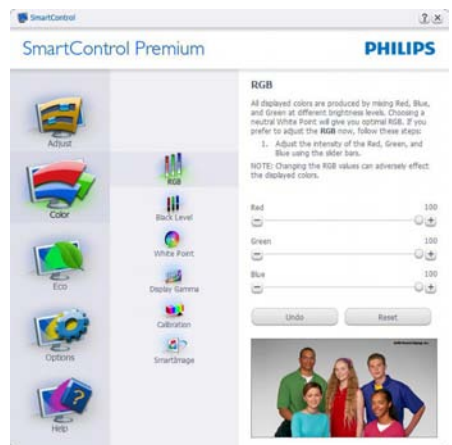 SmartControl
SmartControl Premium
PHILIPS
Adjust
Color
Eco
Options
Help
RGB
Black Level
White Point
Display Gamma
Calibration
SmartImage
RGB
All displayed colors are produced by mixing Red, Blue,
and Green at different brightness levels. Choosing a
neutral White Point will give you optimal RGB. If you
prefer to adjust the RGB now, follow these steps:
1. Adjust the intensity of the Red, Green, and
Blue using the slider bars.
NOTE: Changing the RGB values can adversely effect
the displayed colors.
Red 100
Green 100
Blue 100
Undo Reset